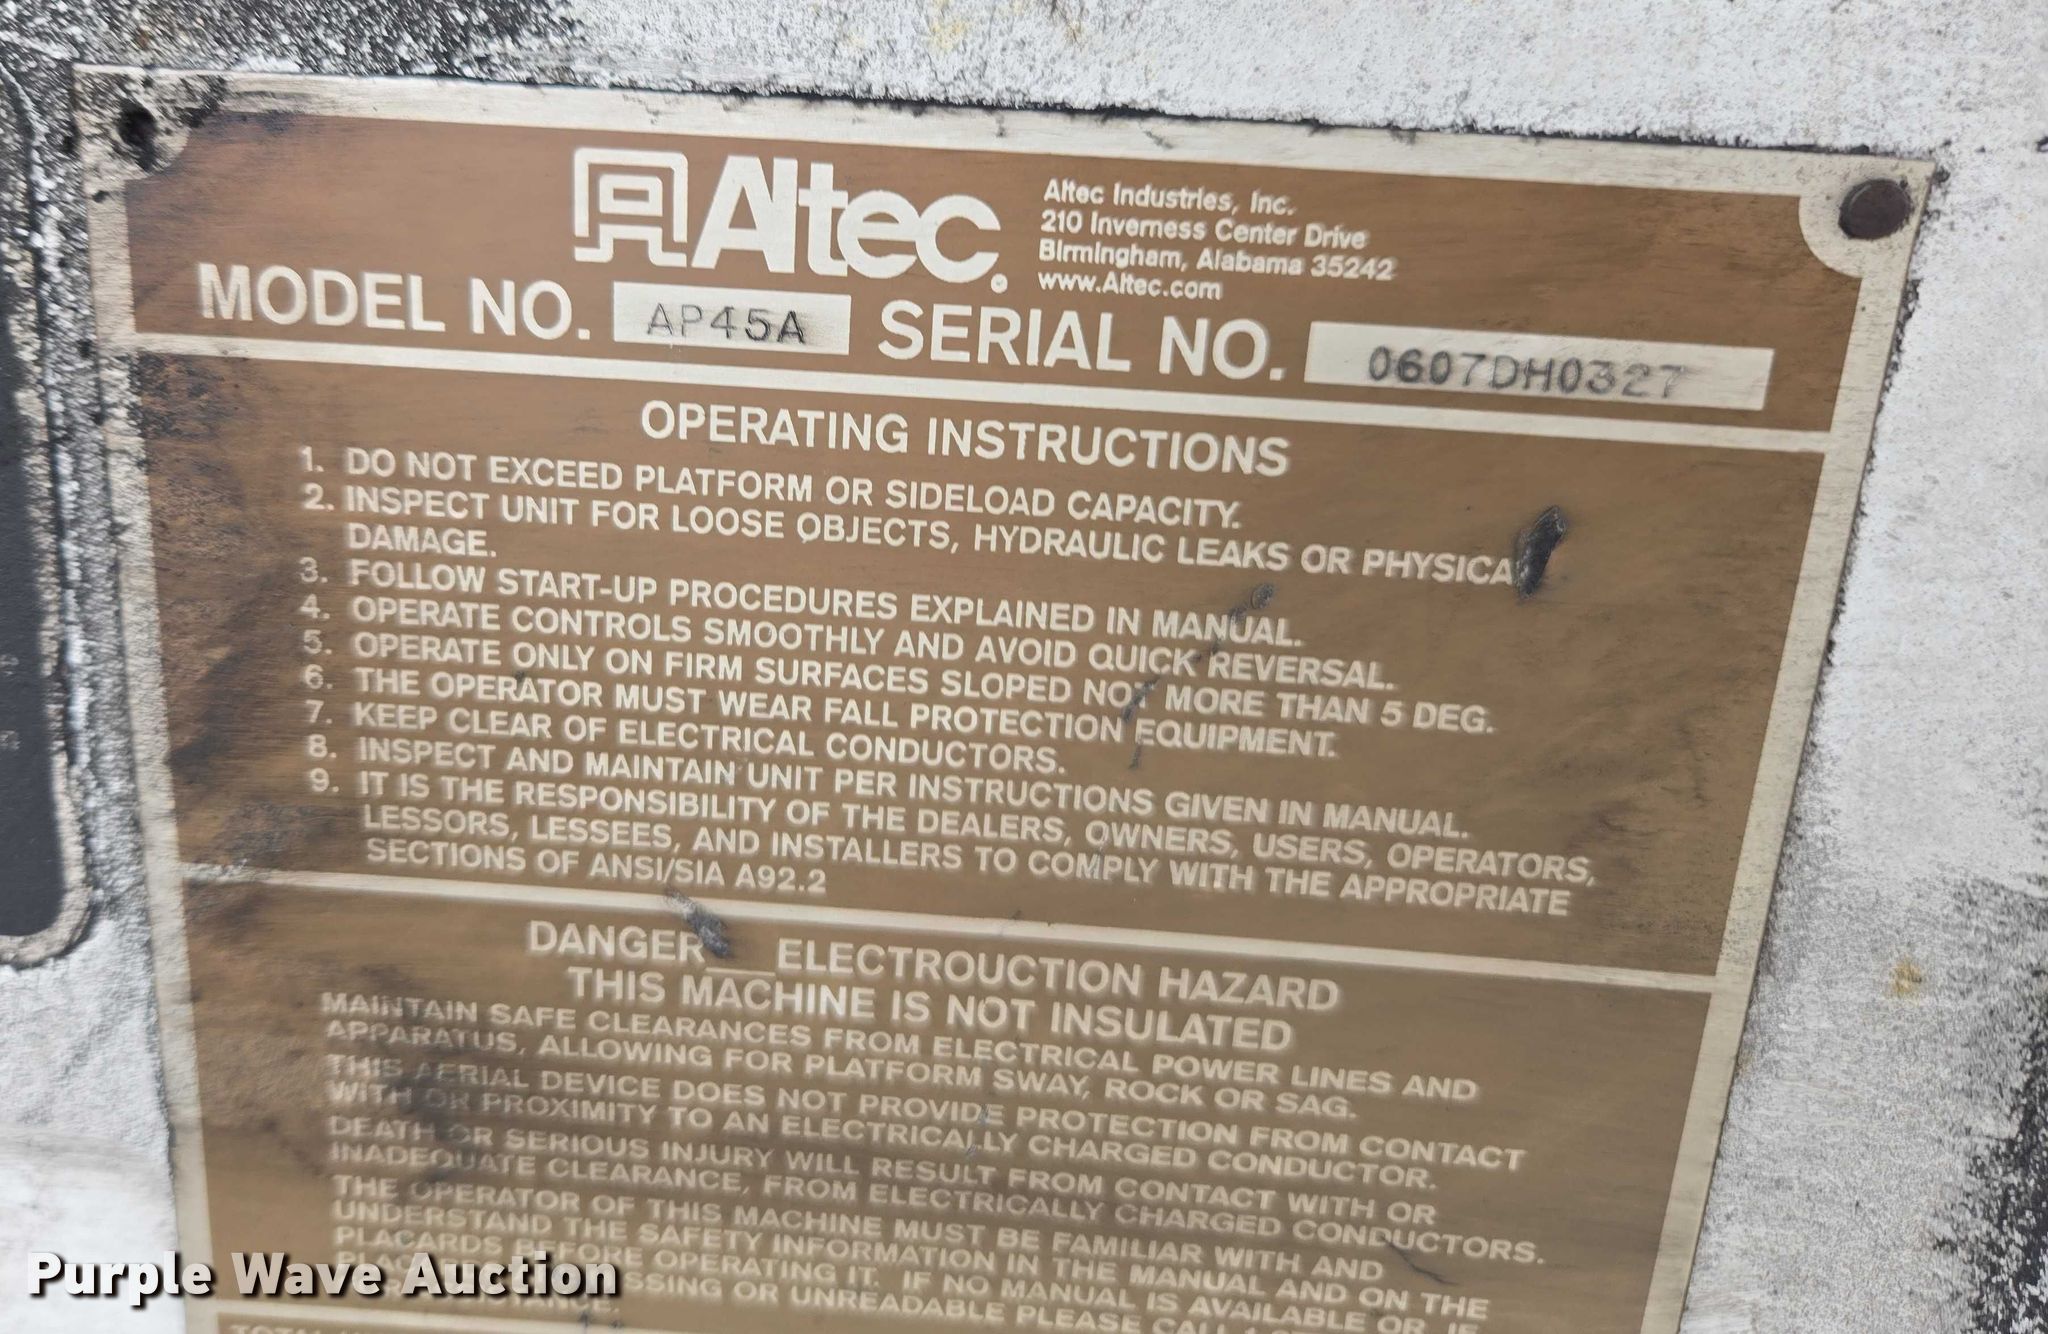 Altec
Altec Industries, Inc.
210 Inverness Center Drive
Birmingham, Alabama 35242
www.Altec.com
MODEL NO. AP45A SERIAL NO. 0607DH0327
OPERATING INSTRUCTIONS
1. DO NOT EXCEED PLATFORM OR SIDELOAD CAPACITY.
2. INSPECT UNIT FOR LOOSE OBJECTS, HYDRAULIC LEAKS OR PHYSICA
DAMAGE.
3. FOLLOW START-UP PROCEDURES EXPLAINED IN MANUAL.
4. OPERATE CONTROLS SMOOTHLY AND AVOID QUICK REVERSAL.
5. OPERATE ONLY ON FIRM SURFACES SLOPED NOT MORE THAN 5 DEG.
6. THE OPERATOR MUST WEAR FALL PROTECTION EQUIPMENT.
7. KEEP CLEAR OF ELECTRICAL CONDUCTORS.
8. INSPECT AND MAINTAIN UNIT PER INSTRUCTIONS GIVEN IN MANUAL.
9. IT IS THE RESPONSIBILITY OF THE DEALERS, OWNERS, USERS, OPERATORS,
LESSORS, LESSEES, AND INSTALLERS TO COMPLY WITH THE APPROPRIATE
SECTIONS OF ANSI/SIA A92.2
DANGER__ELECTROUCTION HAZARD
THIS MACHINE IS NOT INSULATED
MAINTAIN SAFE CLEARANCES FROM ELECTRICAL POWER LINES AND
APPARATUS, ALLOWING FOR PLATFORM SWAY, ROCK OR SAG.
THIS AERIAL DEVICE DOES NOT PROVIDE PROTECTION FROM CONTACT
WITH OR PROXIMITY TO AN ELECTRICALLY CHARGED CONDUCTOR.
DEATH OR SERIOUS INJURY WILL RESULT FROM CONTACT WITH OR
INADEQUATE CLEARANCE, FROM ELECTRICALLY CHARGED CONDUCTORS.
THE OPERATOR OF THIS MACHINE MUST BE FAMILIAR WITH AND
UNDERSTAND THE SAFETY INFORMATION IN THE MANUAL AND ON THE
PLACARDS BEFORE OPERATING IT. IF NO MANUAL IS AVAILABLE OR IF
OR UNREADABLE PLEASE CALL
Purple Wave Auction